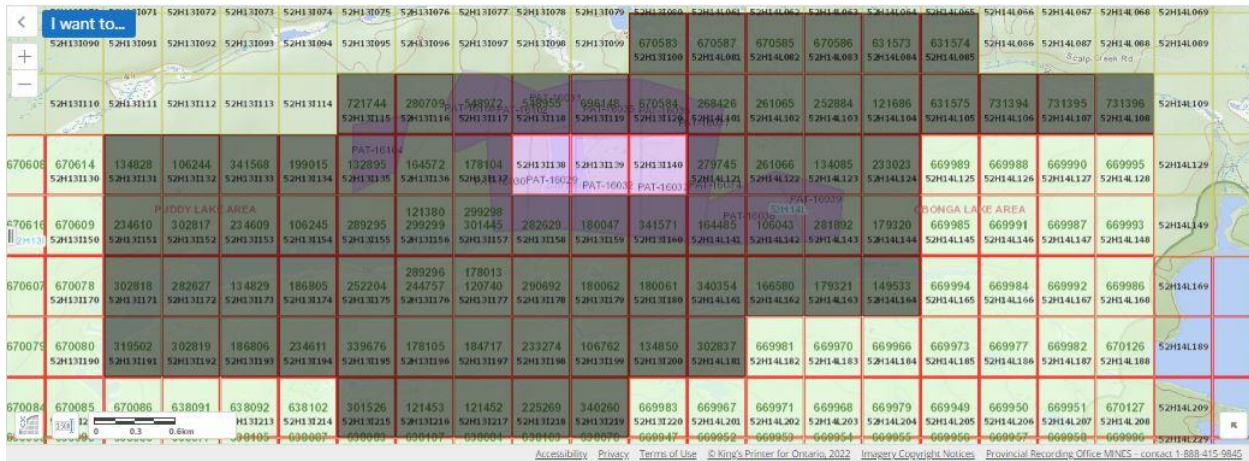 I want to...
52H13I076 52H13I077 52H13I078 52H13I079 52H14L066 52H14L067 52H14L068 52H14L069
670583 670587 670585 670586 631573 631574
52H13I090 52H13I091 52H13I092 52H13I093 52H13I094 52H13I095 52H13I096 52H13I097 52H13I098 52H13I099 52H13I100 52H14L081 52H14L082 52H14L083 52H14L084 52H14L085 52H14L086 52H14L087 52H14L088 52H14L089
721744 280709 548972 548955 696148 670584 268426 261065 252884 121686 631575 731394 731395 731396
52H13I110 52H13I111 52H13I112 52H13I113 52H13I114 52H13I115 52H13I116 52H13I117 52H13I118 52H13I119 52H13I120 52H14L101 52H14L102 52H14L103 52H14L104 52H14L105 52H14L106 52H14L107 52H14L108 52H14L109
670608 670614 134828 106244 341568 199015 132895 164572 178104 279745 261066 134085 233023 669989 669988 669990 669995
52H13I130 52H13I131 52H13I132 52H13I133 52H13I134 52H13I135 52H13I136 52H13I137 52H13I138 52H13I139 52H13I140 52H14L121 52H14L122 52H14L123 52H14L124 52H14L125 52H14L126 52H14L127 52H14L128 52H14L129
PAT-16029 PAT-16032
PUDDY LAKE AREA OBONGA LAKE AREA
121380 299298
670616 670609 234610 302817 234609 106245 289295 299299 301445 282629 180047 341571 164485 106043 281892 179320 669985 669991 669987 669993
52H13I150 52H13I151 52H13I152 52H13I153 52H13I154 52H13I155 52H13I156 52H13I157 52H13I158 52H13I159 52H13I160 52H14L141 52H14L142 52H14L143 52H14L144 52H14L145 52H14L146 52H14L147 52H14L148 52H14L149
289296 178013
670607 670078 302818 282627 134829 186805 252204 244757 120740 290692 180062 180061 340354 166580 179321 149533 669994 669984 669992 669986
52H13I170 52H13I171 52H13I172 52H13I173 52H13I174 52H13I175 52H13I176 52H13I177 52H13I178 52H13I179 52H13I180 52H14L161 52H14L162 52H14L163 52H14L164 52H14L165 52H14L166 52H14L167 52H14L168 52H14L169
670079 670080 319502 302819 186806 234611 339676 178105 184717 233274 106762 134850 302837 669981 669970 669966 669973 669977 669982 670126
52H13I190 52H13I191 52H13I192 52H13I193 52H13I194 52H13I195 52H13I196 52H13I197 52H13I198 52H13I199 52H13I200 52H14L181 52H14L182 52H14L183 52H14L184 52H14L185 52H14L186 52H14L187 52H14L188 52H14L189
670084 670085 670086 638091 638092 638102 301526 121453 121452 225269 340260 669983 669967 669971 669968 669979 669949 669950 669951 670127
52H13I214 52H13I215 52H13I216 52H13I217 52H13I218 52H13I219 52H14L201 52H14L202 52H14L203 52H14L204 52H14L205 52H14L206 52H14L207 52H14L208 52H14L209
0 0.3 0.6km
Accessibility Privacy Terms of Use © King's Printer for Ontario, 2022 Imagery Copyright Notices Provincial Recording Office MINES - contact 1-888-415-9845